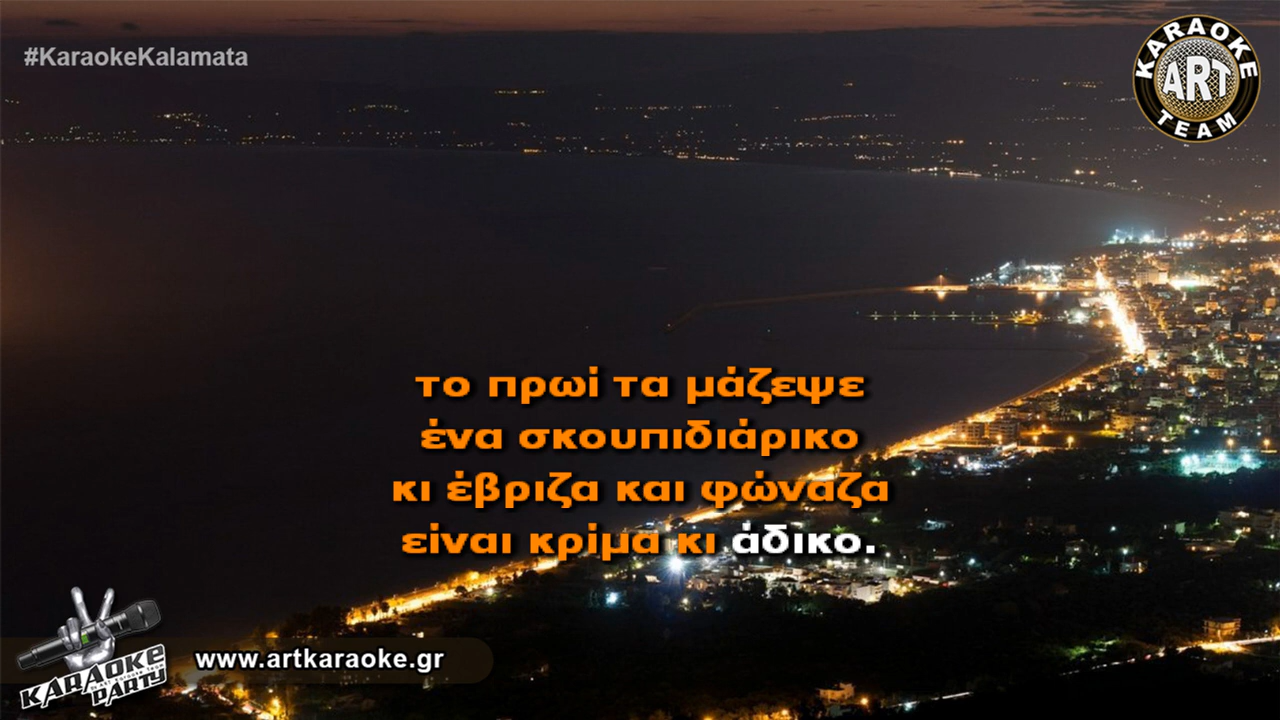 #KaraokeKalamata
KARAOKE
ART
TEAM
το πρωί τα μάζεψε
ένα σκουπιδιάρικο
κι έβριζα και φώναζα
είναι κρίμα κι άδικο.
KARAOKE
PARTY
www.artkaraoke.gr